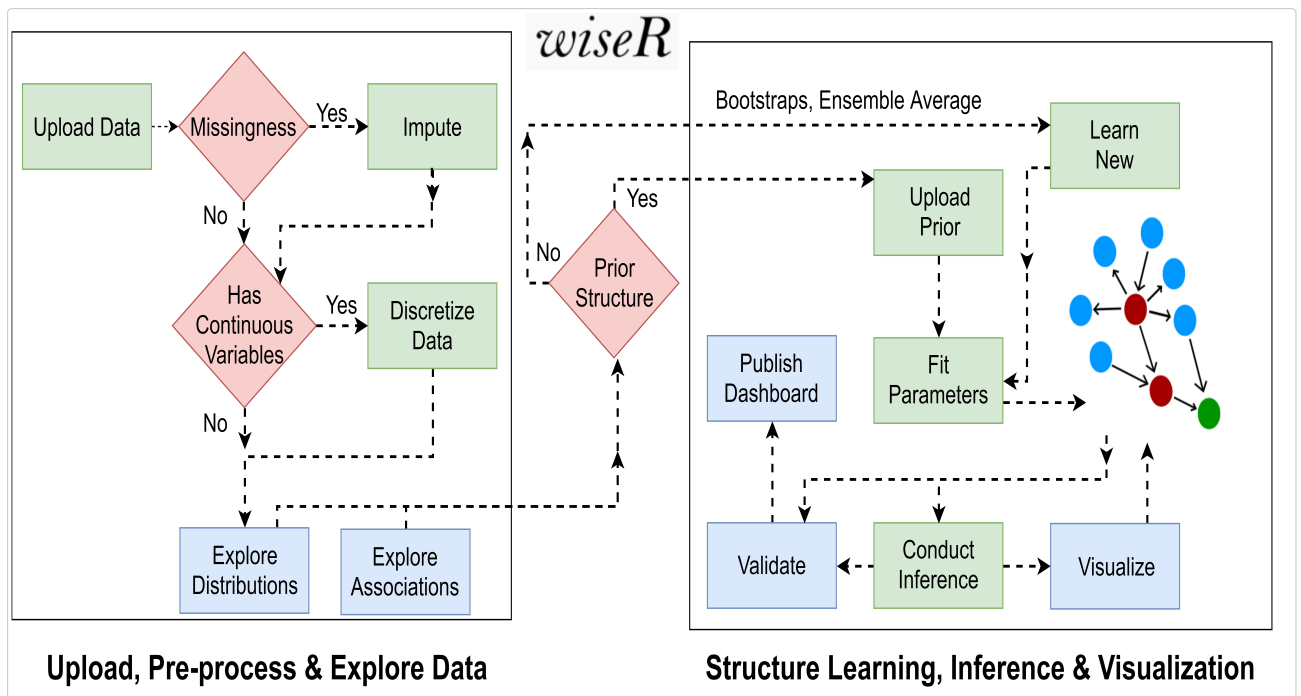 wiseR
Upload Data
Missingness
Yes
Impute
No
Has
Continuous
Variables
Yes
Discretize
Data
No
Explore
Distributions
Explore
Associations
Upload, Pre-process & Explore Data
Prior
Structure
No
Yes
Bootstraps, Ensemble Average
Learn
New
Upload
Prior
Fit
Parameters
Publish
Dashboard
Validate
Conduct
Inference
Visualize
Structure Learning, Inference & Visualization